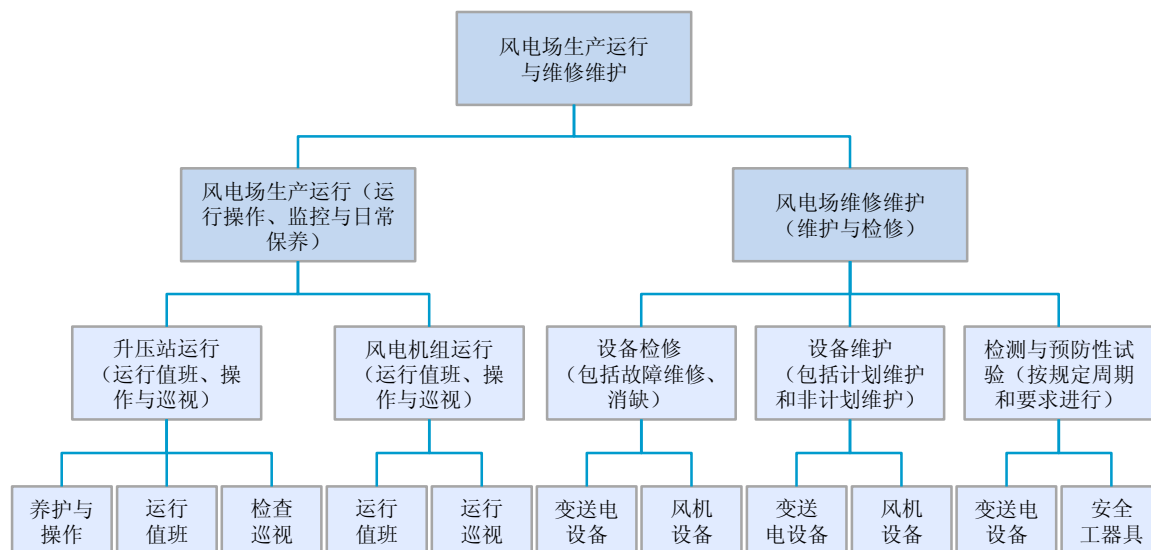 风电场生产运行
与维修维护
风电场生产运行（运
行操作、监控与日常
保养）
风电场维修维护
（维护与检修）
升压站运行
（运行值班、操
作与巡视）
风电机组运行
（运行值班、操
作与巡视）
设备检修
（包括故障维修、
消缺）
设备维护
（包括计划维护
和非计划维护）
检测与预防性试
验（按规定周期
和要求进行）
养护与
操作
运行
值班
检查
巡视
运行
值班
运行
巡视
变送电
设备
风机
设备
变送
电设备
风机
设备
变送电
设备
安全
工器具